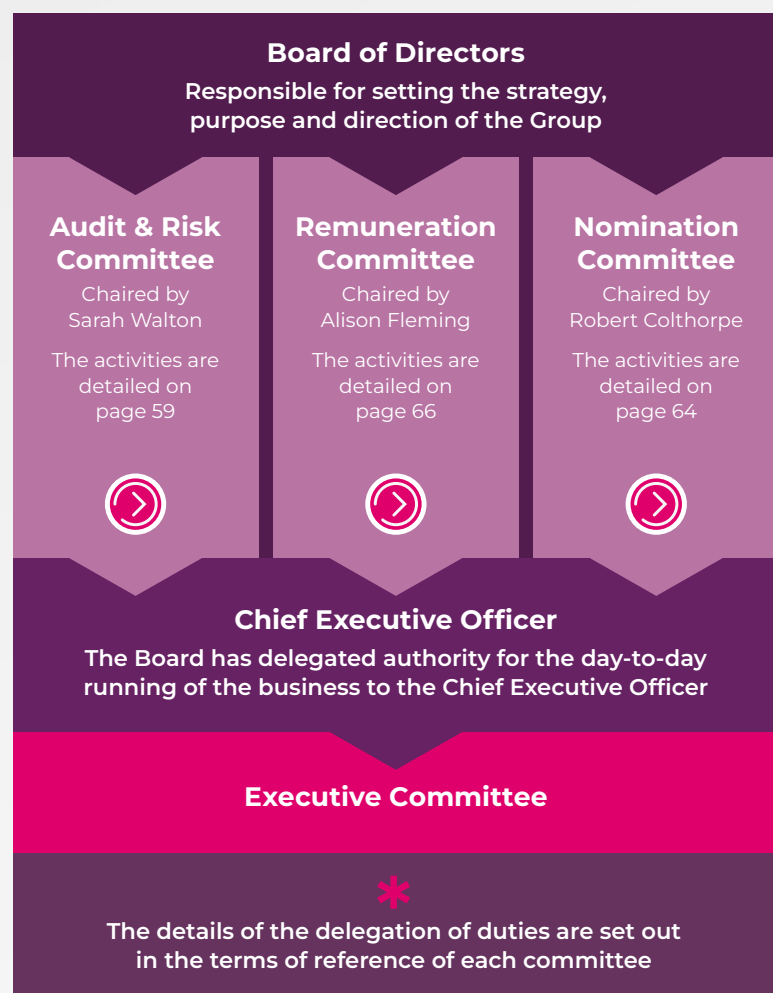 Board of Directors
Responsible for setting the strategy,
purpose and direction of the Group
Audit & Risk
Committee
Chaired by
Sarah Walton
The activities are
detailed on
page 59
Remuneration
Committee
Chaired by
Alison Fleming
The activities are
detailed on
page 66
Nomination
Committee
Chaired by
Robert Colthorpe
The activities are
detailed on
page 64
Chief Executive Officer
The Board has delegated authority for the day-to-day
running of the business to the Chief Executive Officer
Executive Committee
*
The details of the delegation of duties are set out
in the terms of reference of each committee